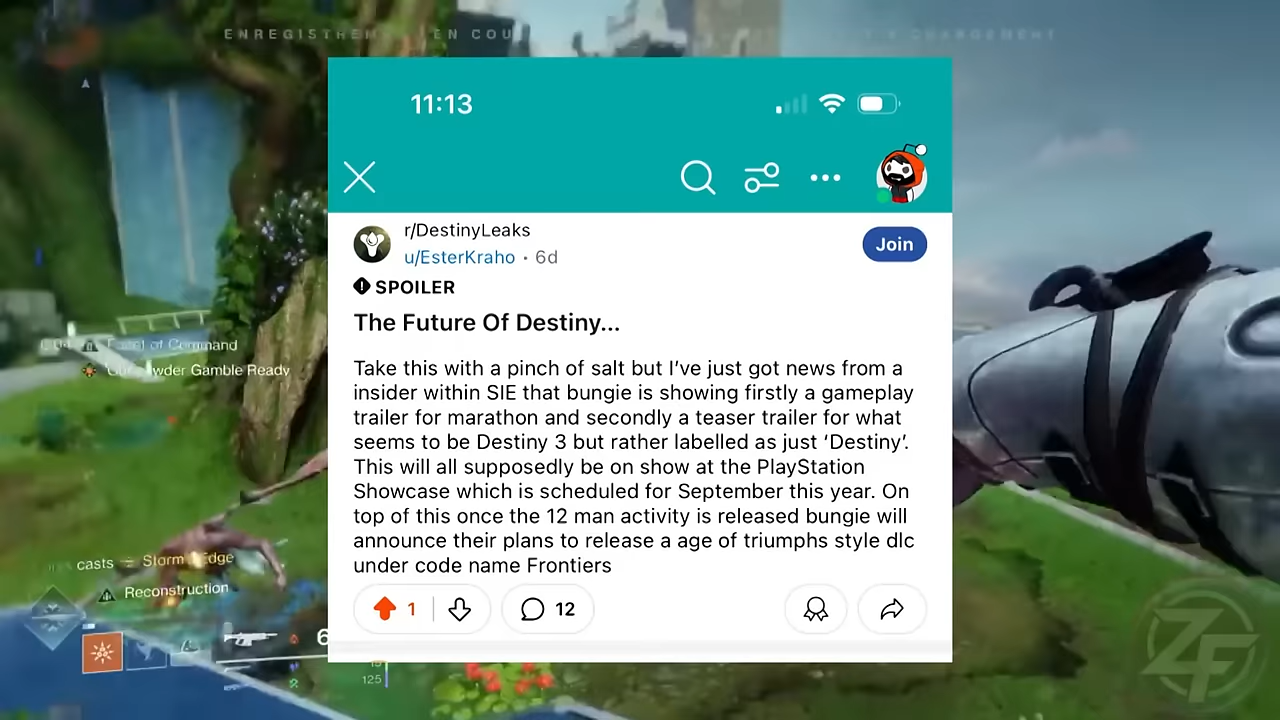 11:13
r/DestinyLeaks
u/EsterKraho • 6d
Join
SPOILER
The Future Of Destiny...
Take this with a pinch of salt but I've just got news from a
insider within SIE that bungie is showing firstly a gameplay
trailer for marathon and secondly a teaser trailer for what
seems to be Destiny 3 but rather labelled as just 'Destiny'.
This will all supposedly be on show at the PlayStation
Showcase which is scheduled for September this year. On
top of this once the 12 man activity is released bungie will
announce their plans to release a age of triumphs style dlc
under code name Frontiers
1
12
of Command
Gamble Ready
casts
Storm
Edge
Reconstruction
6
125
ZF